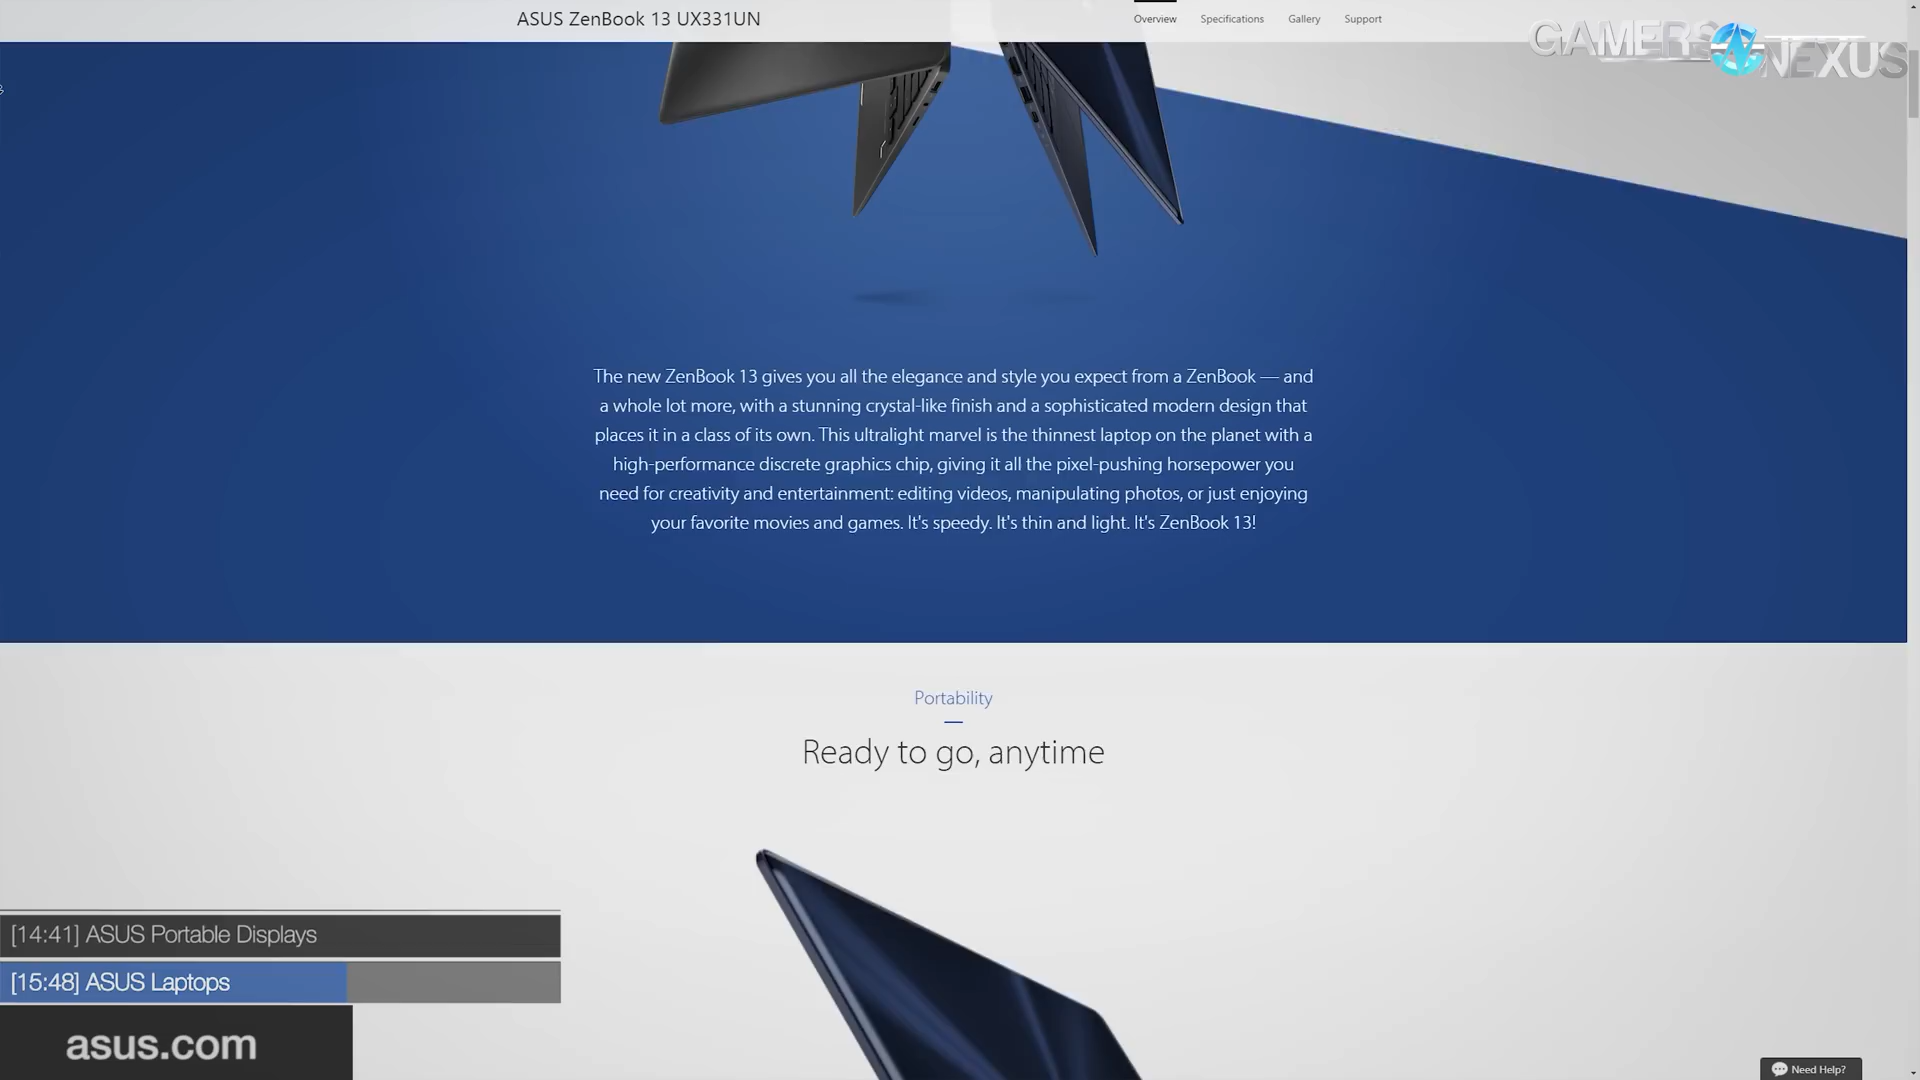 ASUS ZenBook 13 UX331UN
Overview
Specifications
Gallery
Support
GAMERS NEXUS
The new ZenBook 13 gives you all the elegance and style you expect from a ZenBook — and
a whole lot more, with a stunning crystal-like finish and a sophisticated modern design that
places it in a class of its own. This ultralight marvel is the thinnest laptop on the planet with a
high-performance discrete graphics chip, giving it all the pixel-pushing horsepower you
need for creativity and entertainment: editing videos, manipulating photos, or just enjoying
your favorite movies and games. It's speedy. It's thin and light. It's ZenBook 13!
Portability
Ready to go, anytime
[14:41] ASUS Portable Displays
[15:48] ASUS Laptops
asus.com
Need Help?